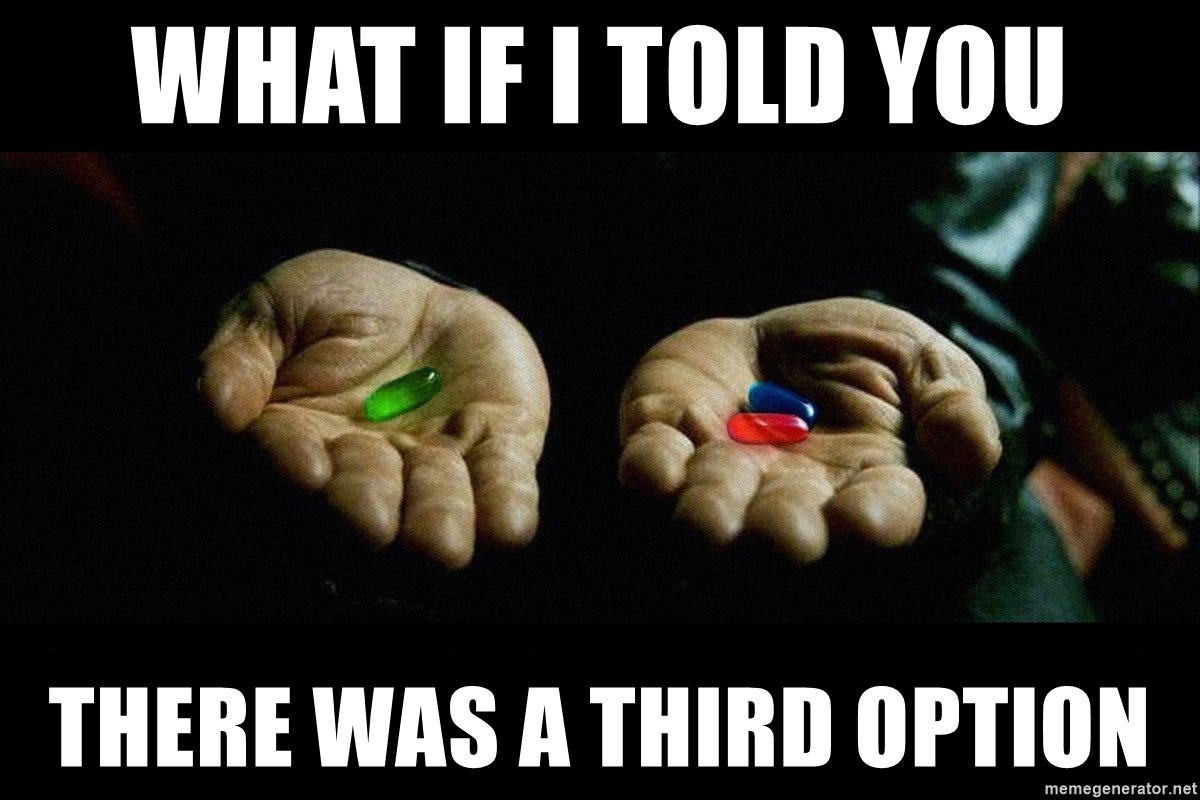 WHAT IF I TOLD YOU
THERE WAS A THIRD OPTION
memegenerator.net